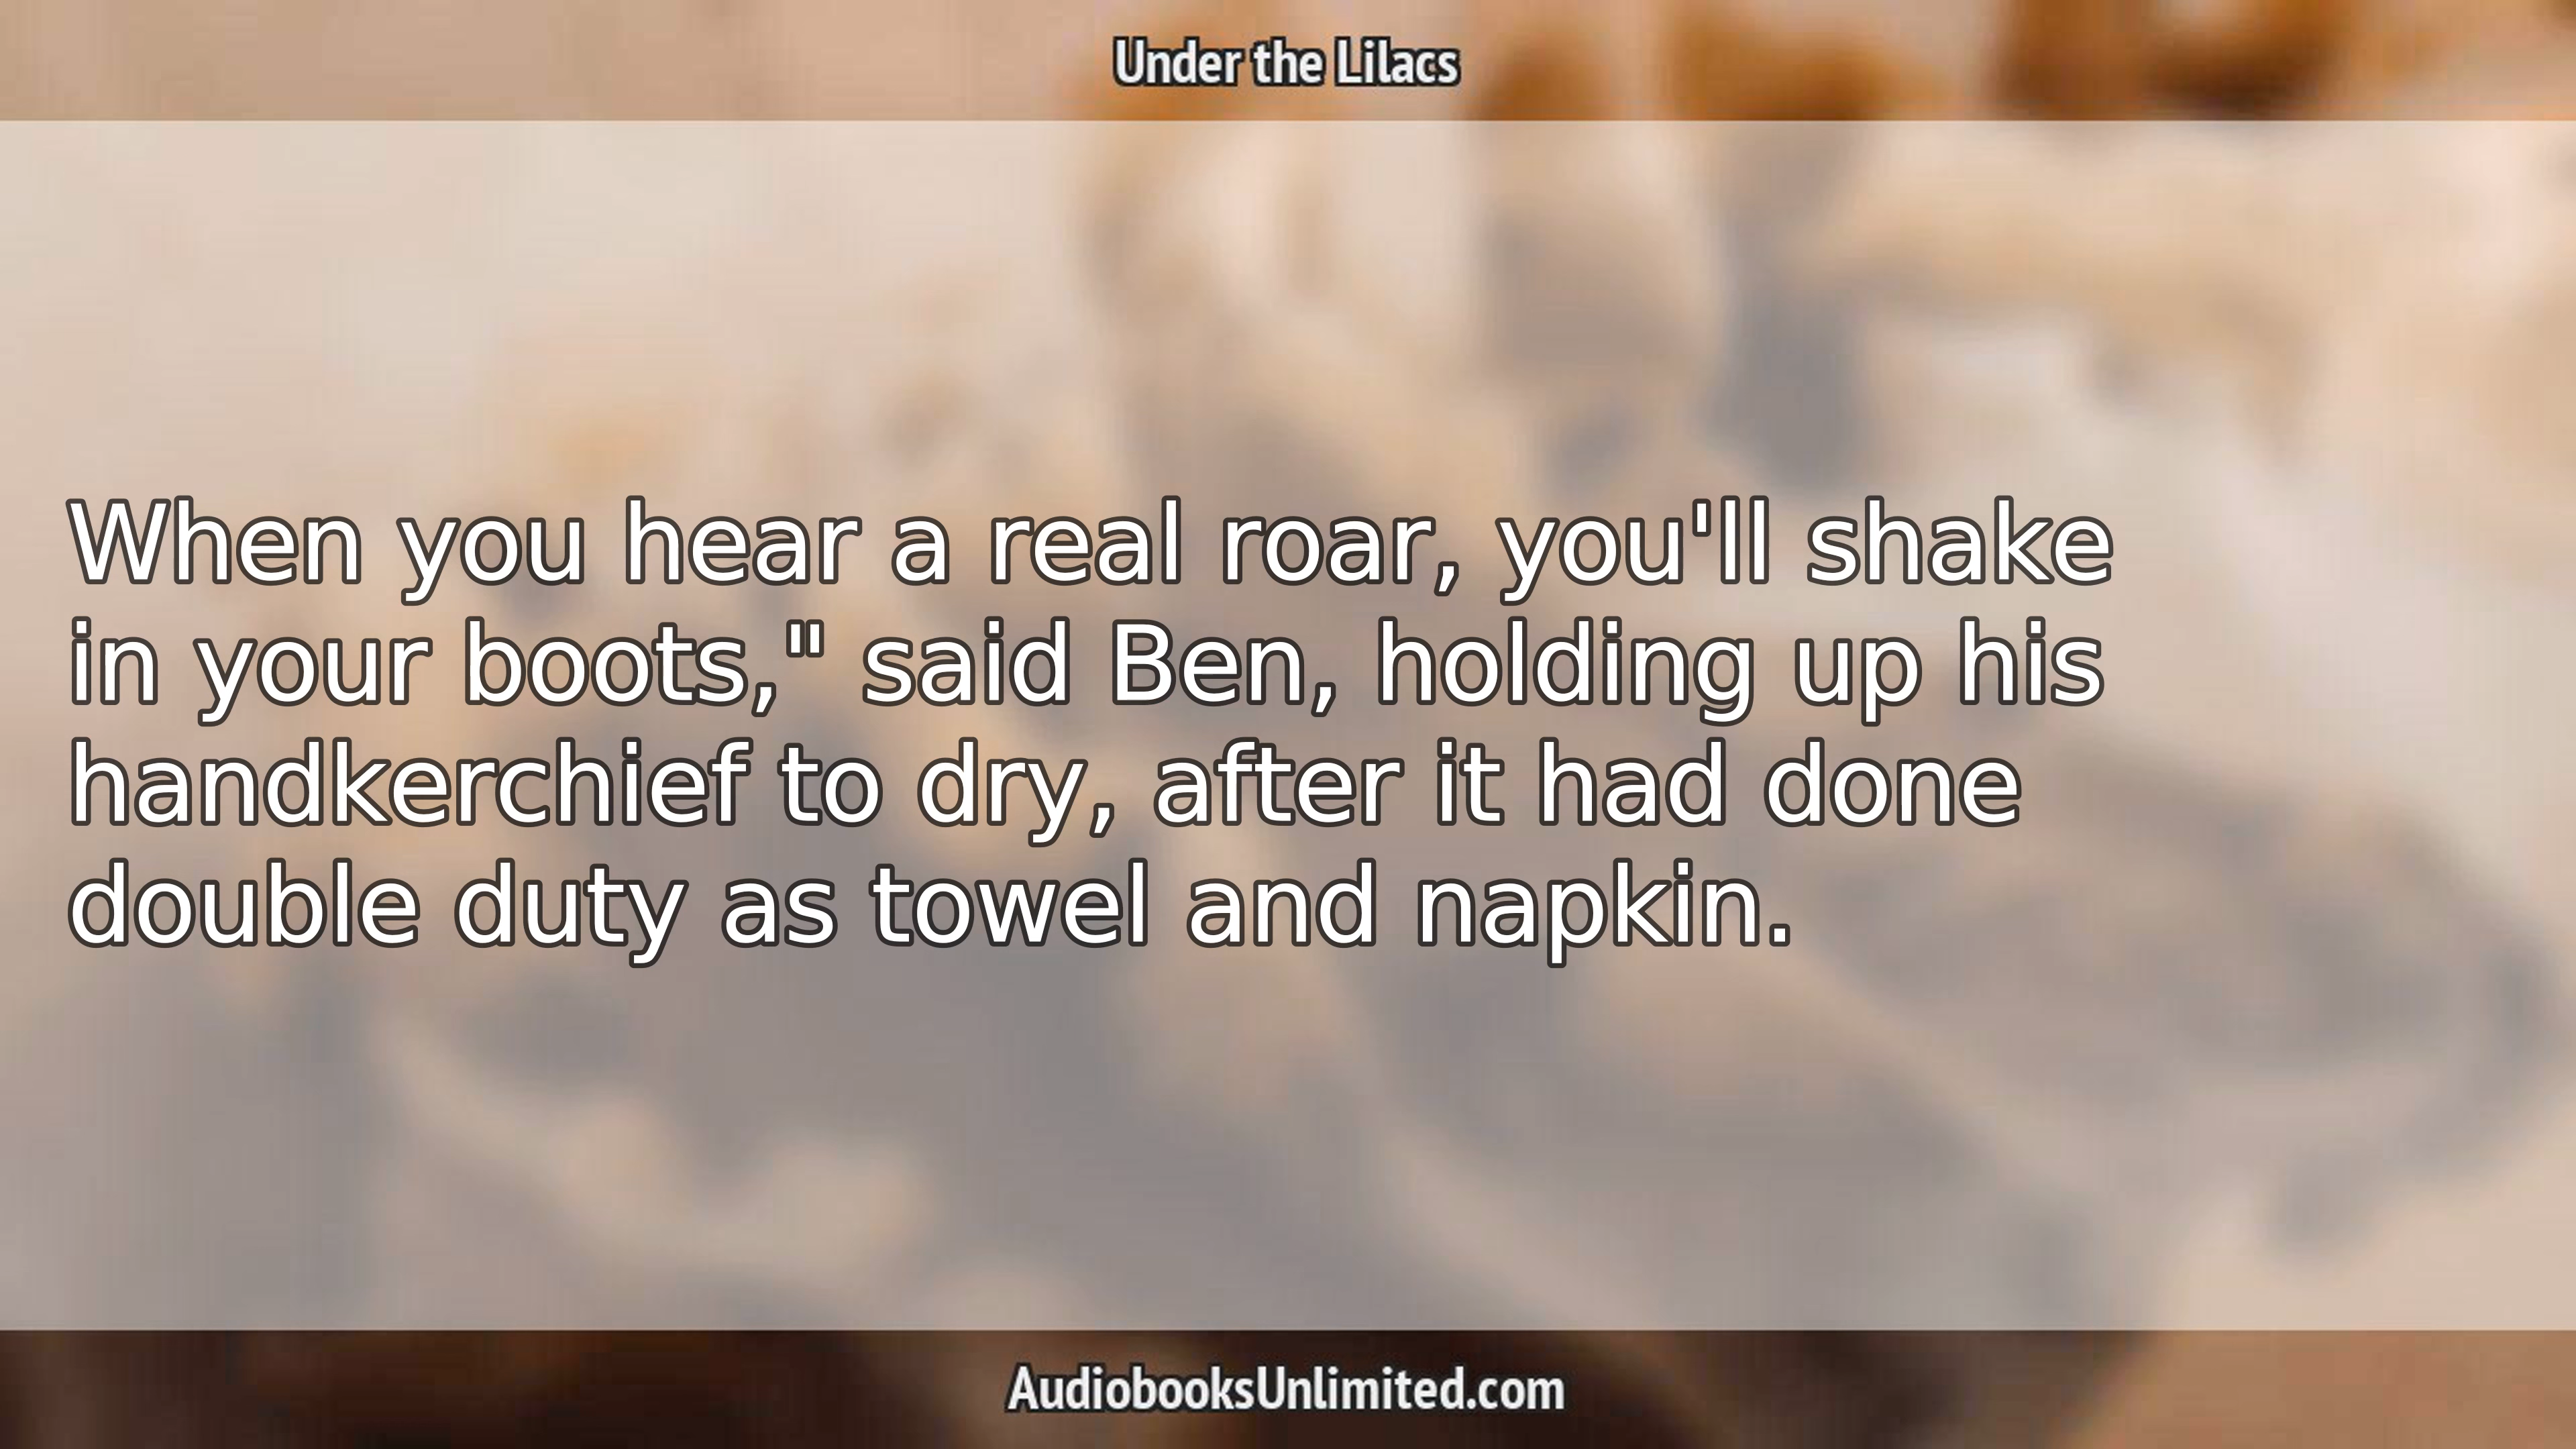 Under the Lilacs
When you hear a real roar, you'll shake
in your boots," said Ben, holding up his
handkerchief to dry, after it had done
double duty as towel and napkin.
AudiobooksUnlimited.com